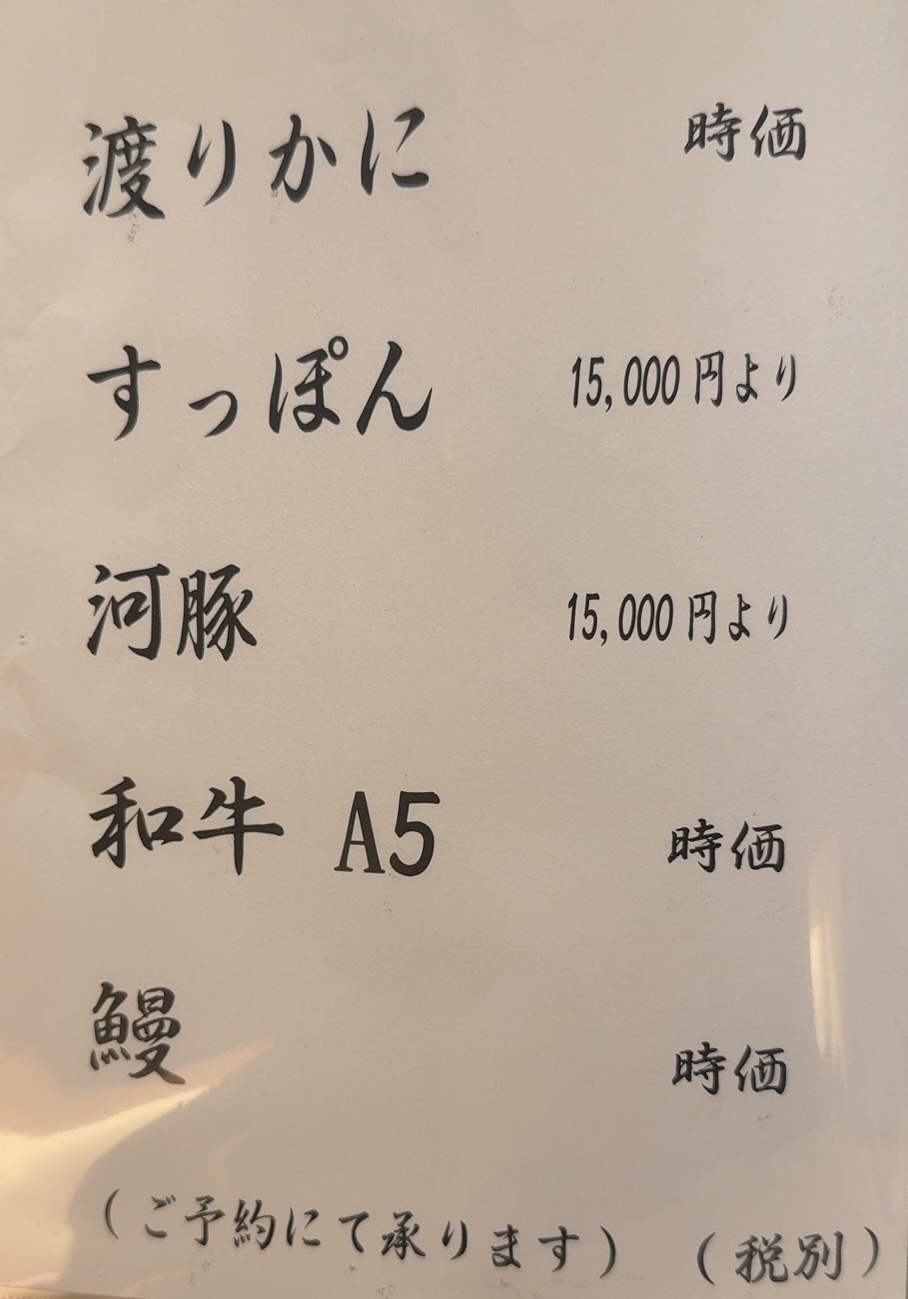 渡りかに 時価
すっぽん 15,000円より
河豚 15,000円より
和牛 A5 時価
鰻 時価
(ご予約にて承ります) (税別)